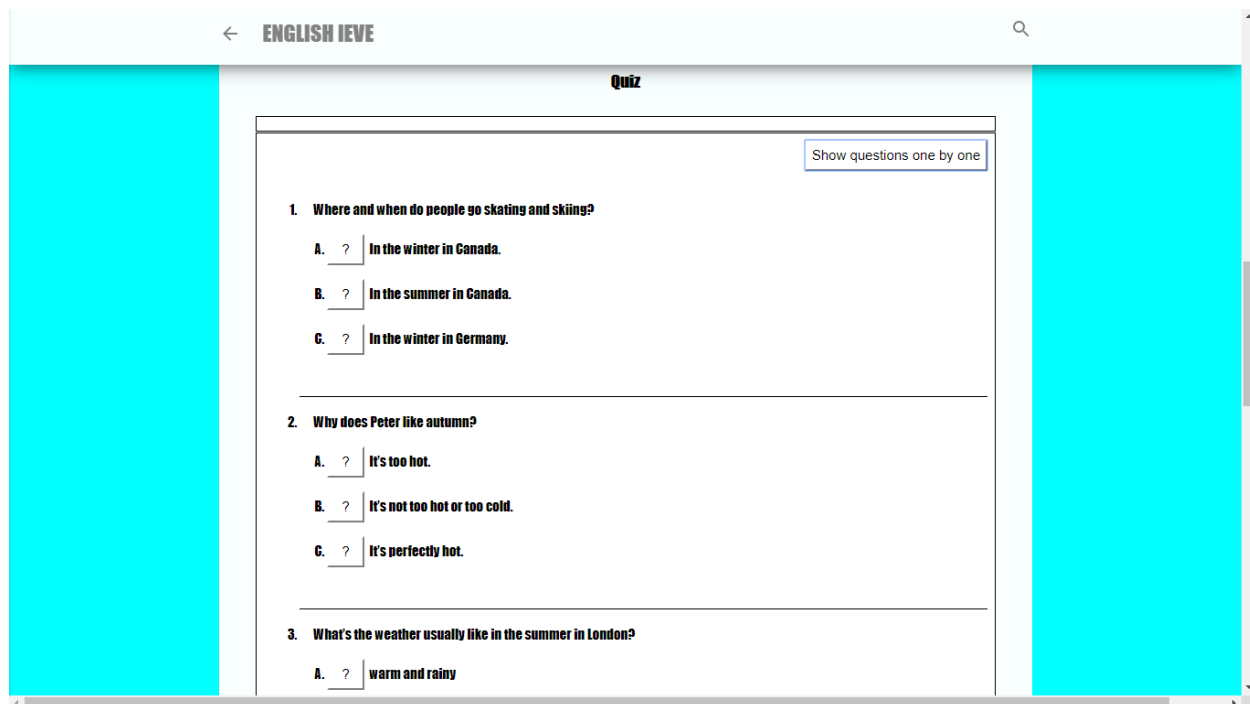 ENGLISH IEVE
Quiz
Show questions one by one
1. Where and when do people go skating and skiing?
A. ? In the winter in Canada.
B. ? In the summer in Canada.
C. ? In the winter in Germany.
2. Why does Peter like autumn?
A. ? It's too hot.
B. ? It's not too hot or too cold.
C. ? It's perfectly hot.
3. What's the weather usually like in the summer in London?
A. ? warm and rainy